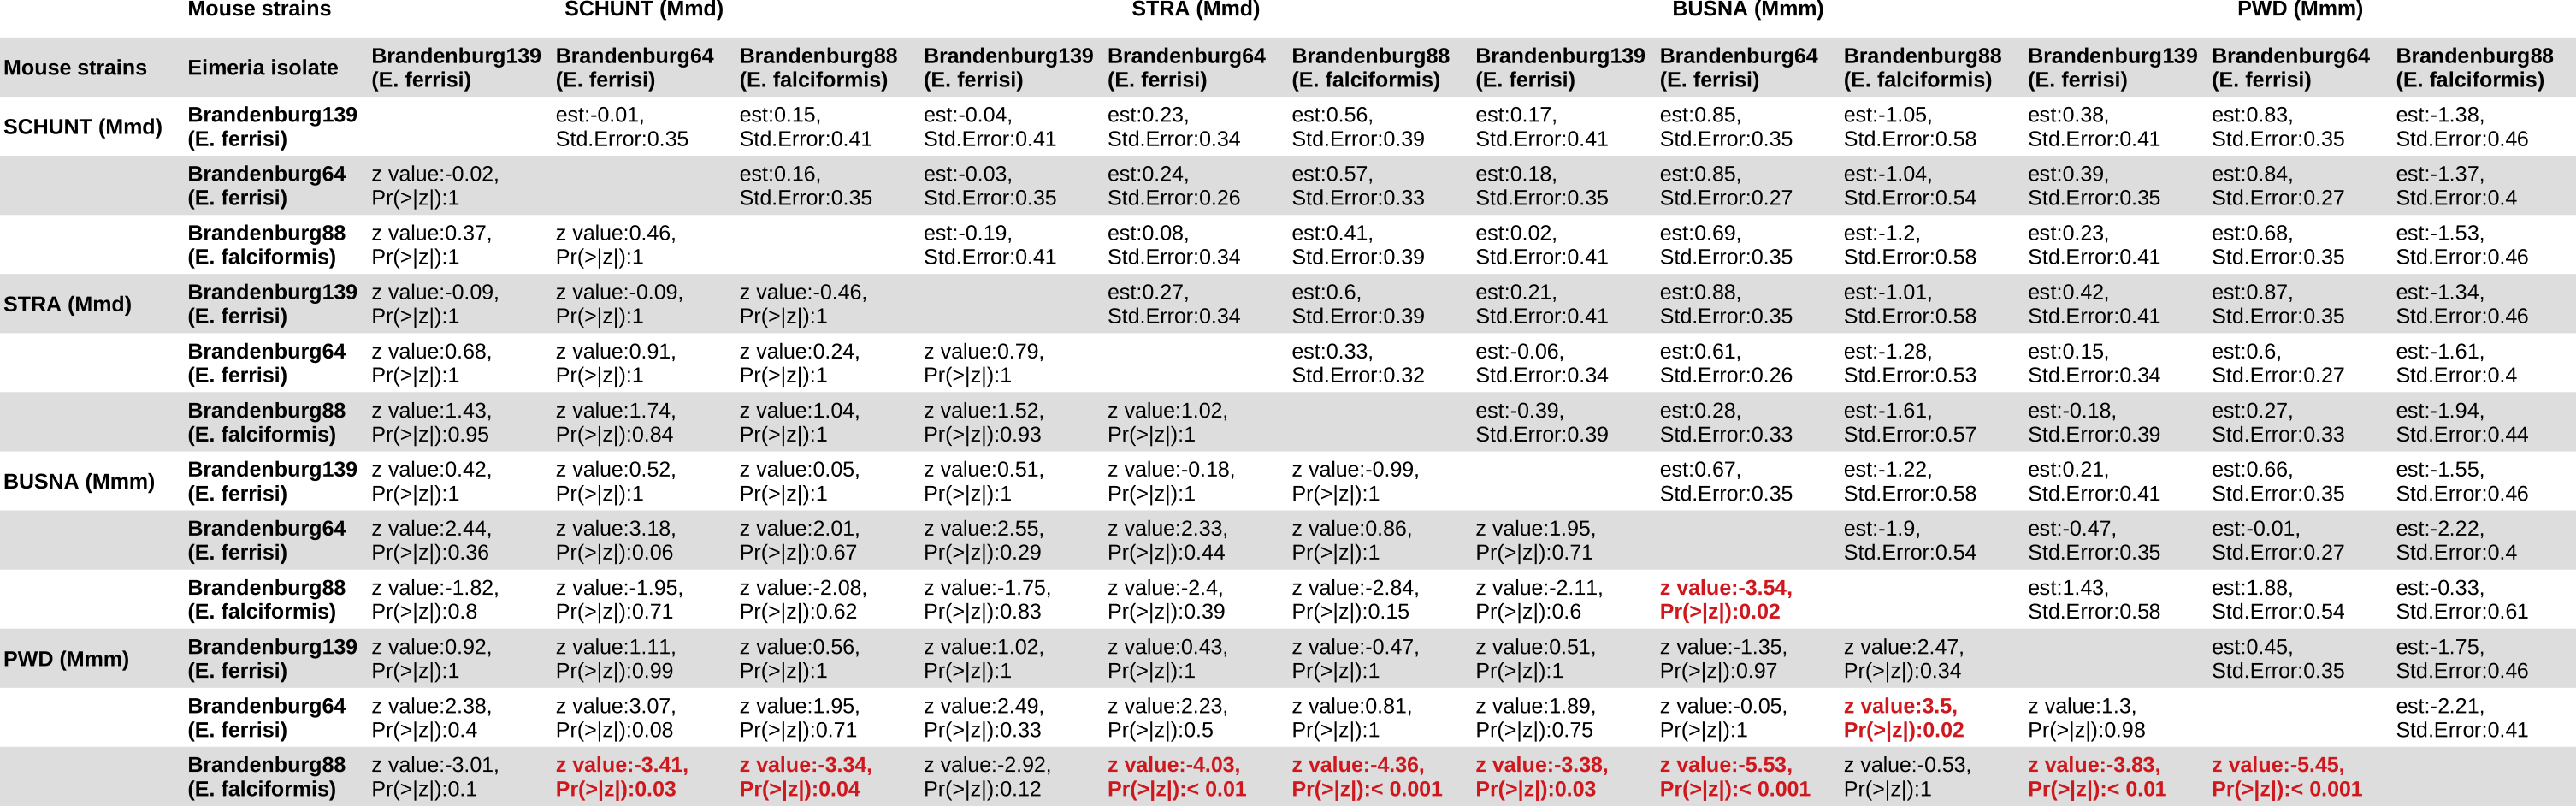 Mouse strains SCHUNT (Mmd) STRA (Mmd) BUSNA (Mmm) PWD (Mmm)
Brandenburg139 Brandenburg64 Brandenburg88 Brandenburg139 Brandenburg64 Brandenburg88 Brandenburg139 Brandenburg64 Brandenburg88 Brandenburg139 Brandenburg64 Brandenburg88
Mouse strains Eimeria isolate
(E. ferrisi) (E. ferrisi) (E. falciformis) (E. ferrisi) (E. ferrisi) (E. falciformis) (E. ferrisi) (E. ferrisi) (E. falciformis) (E. ferrisi) (E. ferrisi) (E. falciformis)
Brandenburg139 est:-0.01, est:0.15, est:-0.04, est:0.23, est:0.56, est:0.17, est:0.85, est:-1.05, est:0.38, est:0.83, est:-1.38,
SCHUNT (Mmd)
(E. ferrisi) Std.Error:0.35 Std.Error:0.41 Std.Error:0.41 Std.Error:0.34 Std.Error:0.39 Std.Error:0.41 Std.Error:0.35 Std.Error:0.58 Std.Error:0.41 Std.Error:0.35 Std.Error:0.46
Brandenburg64 z value:-0.02, est:0.16, est:-0.03, est:0.24, est:0.57, est:0.18, est:0.85, est:-1.04, est:0.39, est:0.84, est:-1.37,
(E. ferrisi) Pr(>|z|):1 Std.Error:0.35 Std.Error:0.35 Std.Error:0.26 Std.Error:0.33 Std.Error:0.35 Std.Error:0.27 Std.Error:0.54 Std.Error:0.35 Std.Error:0.27 Std.Error:0.4
Brandenburg88 z value:0.37, z value:0.46, est:-0.19, est:0.08, est:0.41, est:0.02, est:0.69, est:-1.2, est:0.23, est:0.68, est:-1.53,
(E. falciformis) Pr(>|z|):1 Pr(>|z|):1 Std.Error:0.41 Std.Error:0.34 Std.Error:0.39 Std.Error:0.41 Std.Error:0.35 Std.Error:0.58 Std.Error:0.41 Std.Error:0.35 Std.Error:0.46
Brandenburg139 z value:-0.09, z value:-0.09, z value:-0.46, est:0.27, est:0.6, est:0.21, est:0.88, est:-1.01, est:0.42, est:0.87, est:-1.34,
STRA (Mmd)
(E. ferrisi) Pr(>|z|):1 Pr(>|z|):1 Pr(>|z|):1 Std.Error:0.34 Std.Error:0.39 Std.Error:0.41 Std.Error:0.35 Std.Error:0.58 Std.Error:0.41 Std.Error:0.35 Std.Error:0.46
Brandenburg64 z value:0.68, z value:0.91, z value:0.24, z value:0.79, est:0.33, est:-0.06, est:0.61, est:-1.28, est:0.15, est:0.6, est:-1.61,
(E. ferrisi) Pr(>|z|):1 Pr(>|z|):1 Pr(>|z|):1 Pr(>|z|):1 Std.Error:0.32 Std.Error:0.34 Std.Error:0.26 Std.Error:0.53 Std.Error:0.34 Std.Error:0.27 Std.Error:0.4
Brandenburg88 z value:1.43, z value:1.74, z value:1.04, z value:1.52, z value:1.02, est:-0.39, est:0.28, est:-1.61, est:-0.18, est:0.27, est:-1.94,
(E. falciformis) Pr(>|z|):0.95 Pr(>|z|):0.84 Pr(>|z|):1 Pr(>|z|):0.93 Pr(>|z|):1 Std.Error:0.39 Std.Error:0.33 Std.Error:0.57 Std.Error:0.39 Std.Error:0.33 Std.Error:0.44
Brandenburg139 z value:0.42, z value:0.52, z value:0.05, z value:0.51, z value:-0.18, z value:-0.99, est:0.67, est:-1.22, est:0.21, est:0.66, est:-1.55,
BUSNA (Mmm)
(E. ferrisi) Pr(>|z|):1 Pr(>|z|):1 Pr(>|z|):1 Pr(>|z|):1 Pr(>|z|):1 Pr(>|z|):1 Std.Error:0.35 Std.Error:0.58 Std.Error:0.41 Std.Error:0.35 Std.Error:0.46
Brandenburg64 z value:2.44, z value:3.18, z value:2.01, z value:2.55, z value:2.33, z value:0.86, z value:1.95, est:-1.9, est:-0.47, est:-0.01, est:-2.22,
(E. ferrisi) Pr(>|z|):0.36 Pr(>|z|):0.06 Pr(>|z|):0.67 Pr(>|z|):0.29 Pr(>|z|):0.44 Pr(>|z|):1 Pr(>|z|):0.71 Std.Error:0.54 Std.Error:0.35 Std.Error:0.27 Std.Error:0.4
Brandenburg88 z value:-1.82, z value:-1.95, z value:-2.08, z value:-1.75, z value:-2.4, z value:-2.84, z value:-2.11, z value:-3.54, est:1.43, est:1.88, est:-0.33,
(E. falciformis) Pr(>|z|):0.8 Pr(>|z|):0.71 Pr(>|z|):0.62 Pr(>|z|):0.83 Pr(>|z|):0.39 Pr(>|z|):0.15 Pr(>|z|):0.6 Pr(>|z|):0.02 Std.Error:0.58 Std.Error:0.54 Std.Error:0.61
Brandenburg139 z value:0.92, z value:1.11, z value:0.56, z value:1.02, z value:0.43, z value:-0.47, z value:0.51, z value:-1.35, z value:2.47, est:0.45, est:-1.75,
PWD (Mmm)
(E. ferrisi) Pr(>|z|):1 Pr(>|z|):0.99 Pr(>|z|):1 Pr(>|z|):1 Pr(>|z|):1 Pr(>|z|):1 Pr(>|z|):1 Pr(>|z|):0.97 Pr(>|z|):0.34 Std.Error:0.35 Std.Error:0.46
Brandenburg64 z value:2.38, z value:3.07, z value:1.95, z value:2.49, z value:2.23, z value:0.81, z value:1.89, z value:-0.05, z value:3.5, z value:1.3, est:-2.21,
(E. ferrisi) Pr(>|z|):0.4 Pr(>|z|):0.08 Pr(>|z|):0.71 Pr(>|z|):0.33 Pr(>|z|):0.5 Pr(>|z|):1 Pr(>|z|):0.75 Pr(>|z|):1 Pr(>|z|):0.02 Pr(>|z|):0.98 Std.Error:0.41
Brandenburg88 z value:-3.01, z value:-3.41, z value:-3.34, z value:-2.92, z value:-4.03, z value:-4.36, z value:-3.38, z value:-5.53, z value:-0.53, z value:-3.83, z value:-5.45,
(E. falciformis) Pr(>|z|):0.1 Pr(>|z|):0.03 Pr(>|z|):0.04 Pr(>|z|):0.12 Pr(>|z|):< 0.01 Pr(>|z|):< 0.001 Pr(>|z|):0.03 Pr(>|z|):< 0.001 Pr(>|z|):1 Pr(>|z|):< 0.01 Pr(>|z|):< 0.001